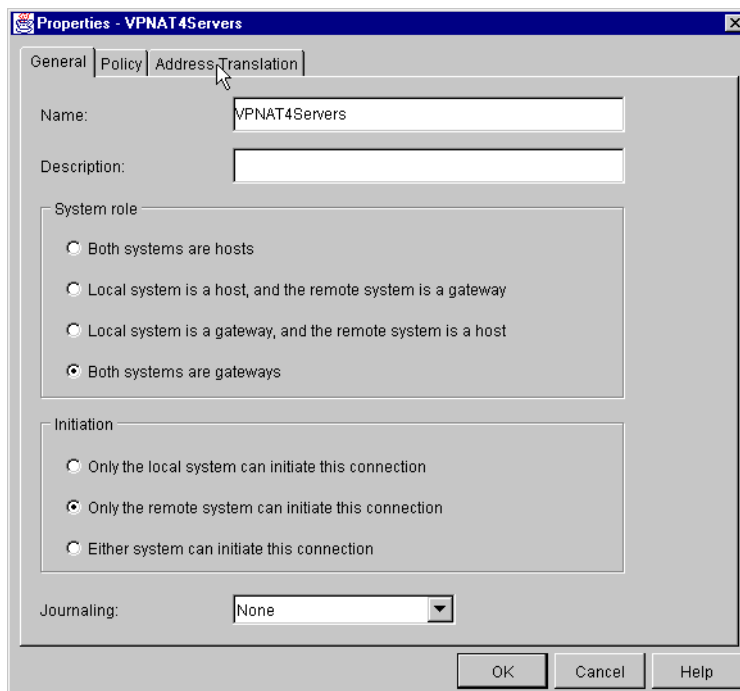 Properties - VPNAT4Servers
General Policy Address Translation
Name: VPNAT4Servers
Description:
System role
Both systems are hosts
Local system is a host, and the remote system is a gateway
Local system is a gateway, and the remote system is a host
Both systems are gateways
Initiation
Only the local system can initiate this connection
Only the remote system can initiate this connection
Either system can initiate this connection
Journaling: None
OK Cancel Help